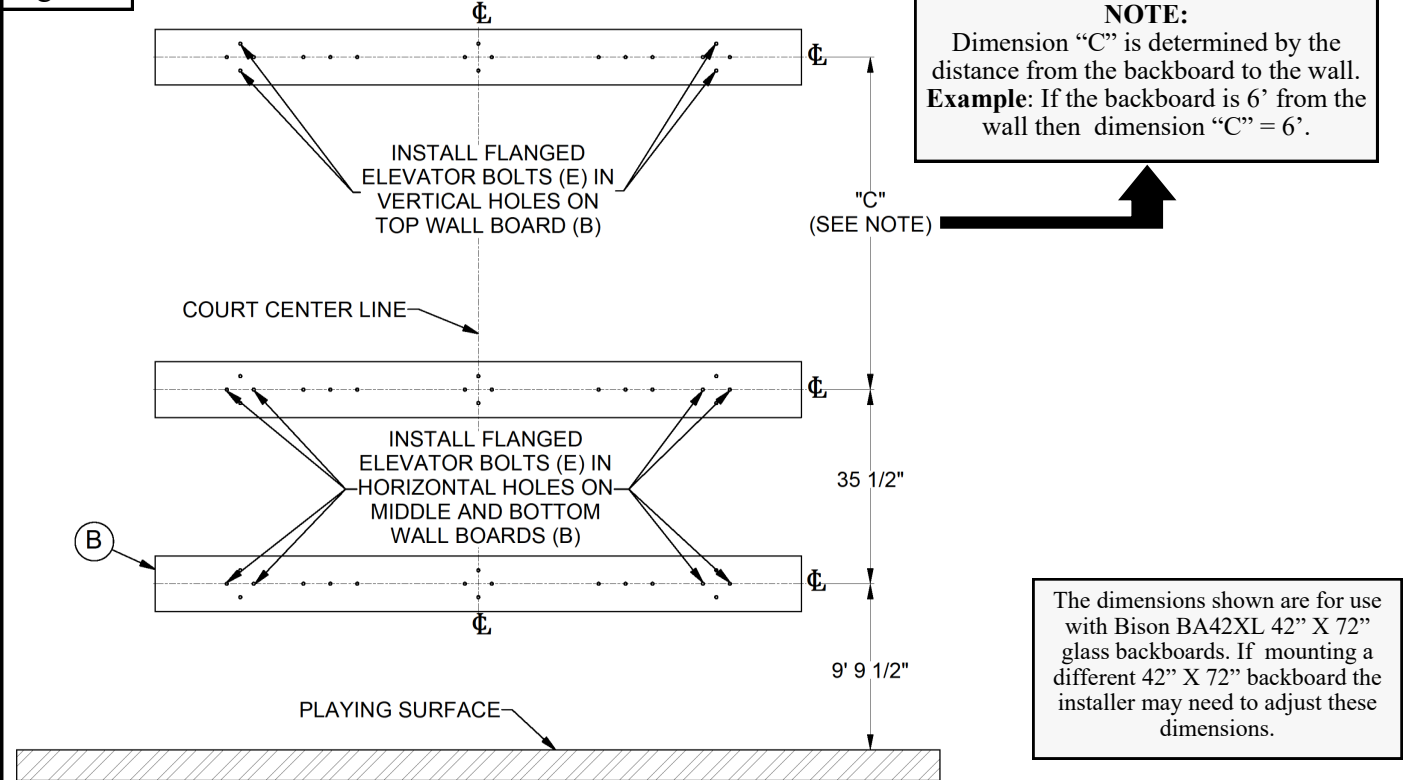 ℄
NOTE:
Dimension “C” is determined by the
distance from the backboard to the wall.
Example: If the backboard is 6’ from the
wall then dimension “C” = 6’.
℄
INSTALL FLANGED
ELEVATOR BOLTS (E) IN
VERTICAL HOLES ON
TOP WALL BOARD (B)
"C"
(SEE NOTE)
COURT CENTER LINE
℄
INSTALL FLANGED
ELEVATOR BOLTS (E) IN
HORIZONTAL HOLES ON
MIDDLE AND BOTTOM
WALL BOARDS (B)
35 1/2"
B
℄
℄
The dimensions shown are for use
with Bison BA42XL 42” X 72”
glass backboards. If mounting a
different 42” X 72” backboard the
installer may need to adjust these
dimensions.
9' 9 1/2"
PLAYING SURFACE